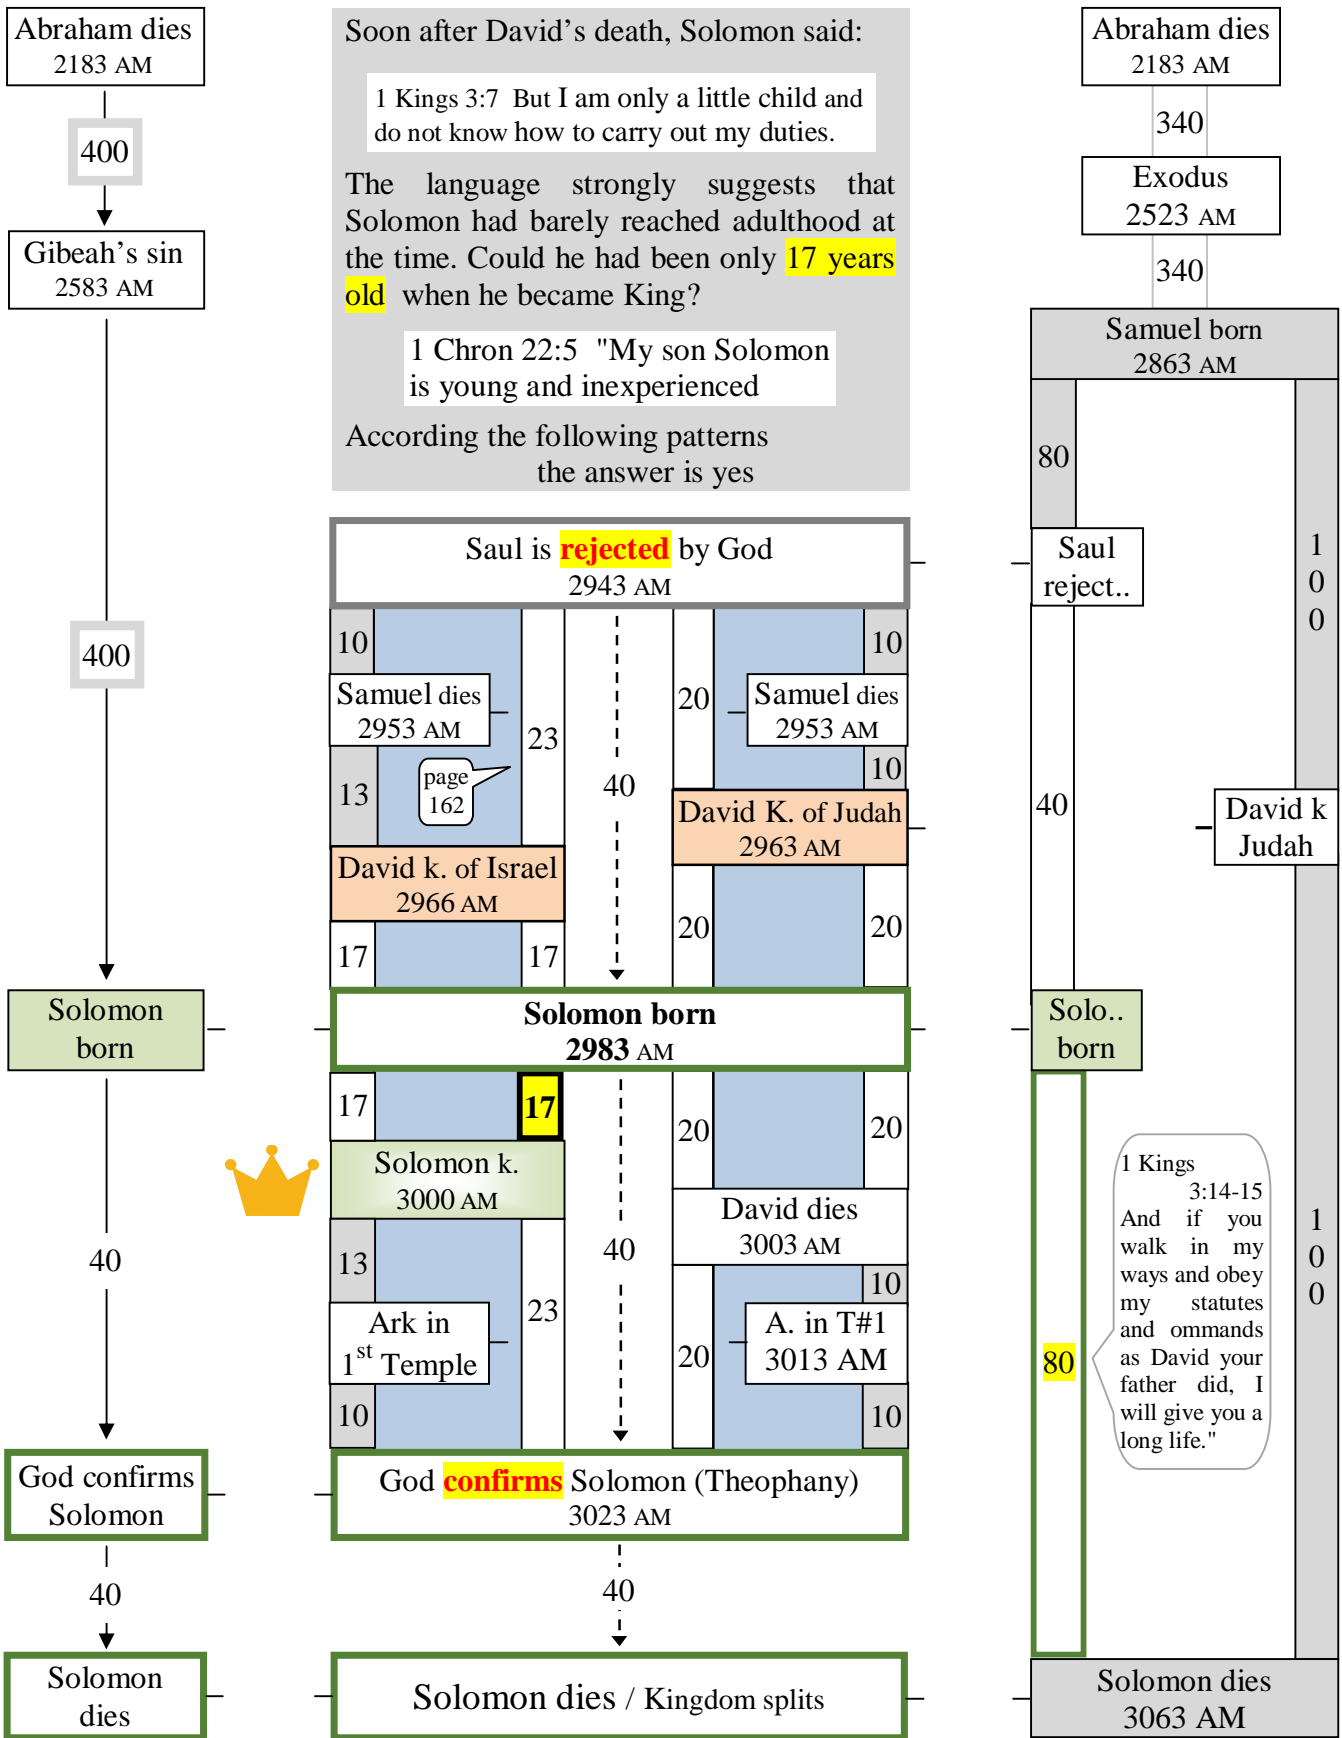 Abraham dies
2183 AM
400
Gibeah's sin
2583 AM
400
Solomon
born
40
God confirms
Solomon
40
Solomon
dies
Soon after David's death, Solomon said:
1 Kings 3:7 But I am only a little child and
do not know how to carry out my duties.
The language strongly suggests that
Solomon had barely reached adulthood at
the time. Could he had been only 17 years
old when he became King?
1 Chron 22:5 "My son Solomon
is young and inexperienced
According the following patterns
the answer is yes
Saul is rejected by God
2943 AM
10
10
Samuel dies
2953 AM
23
20
Samuel dies
2953 AM
page
162
13
40
10
David K. of Judah
2963 AM
David k. of Israel
2966 AM
17
17
20
20
Solomon born
2983 AM
17
17
20
20
Solomon k.
3000 AM
David dies
3003 AM
40
13
23
10
Ark in
1st Temple
20
A. in T#1
3013 AM
10
10
God confirms Solomon (Theophany)
3023 AM
40
Solomon dies / Kingdom splits
Abraham dies
2183 AM
340
Exodus
2523 AM
340
Samuel born
2863 AM
80
Saul
reject..
1
0
0
40
David k
Judah
Solo..
born
1 Kings
3:14-15
And if you
walk in my
ways and obey
my statutes
and ommands
as David your
father did, I
will give you a
long life."
80
1
0
0
Solomon dies
3063 AM